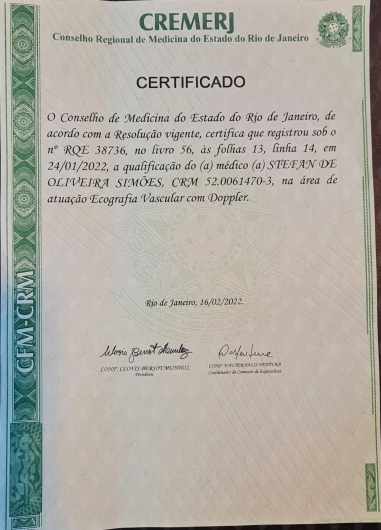 CREMERJ
Conselho Regional de Medicina do Estado do Rio de Janeiro
CERTIFICADO
O Conselho de Medicina do Estado do Rio de Janeiro, de
acordo com a Resolução vigente, certifica que registrou sob o
nº RQE 38736, no livro 56, às folhas 13, linha 14, em
24/01/2022, a qualificação do (a) médico (a) STEFAN DE
OLIVEIRA SIMÕES, CRM 52.0061470-3, na área de
atuação Ecografia Vascular com Doppler.
Rio de Janeiro, 16/02/2022.
CONSº. CLOVIS BERSOT MUNHOZ
Presidente
CONSº. WALTER PALIS VENTURA
Coordenador da Comissão de Especialista
CFM-CRM